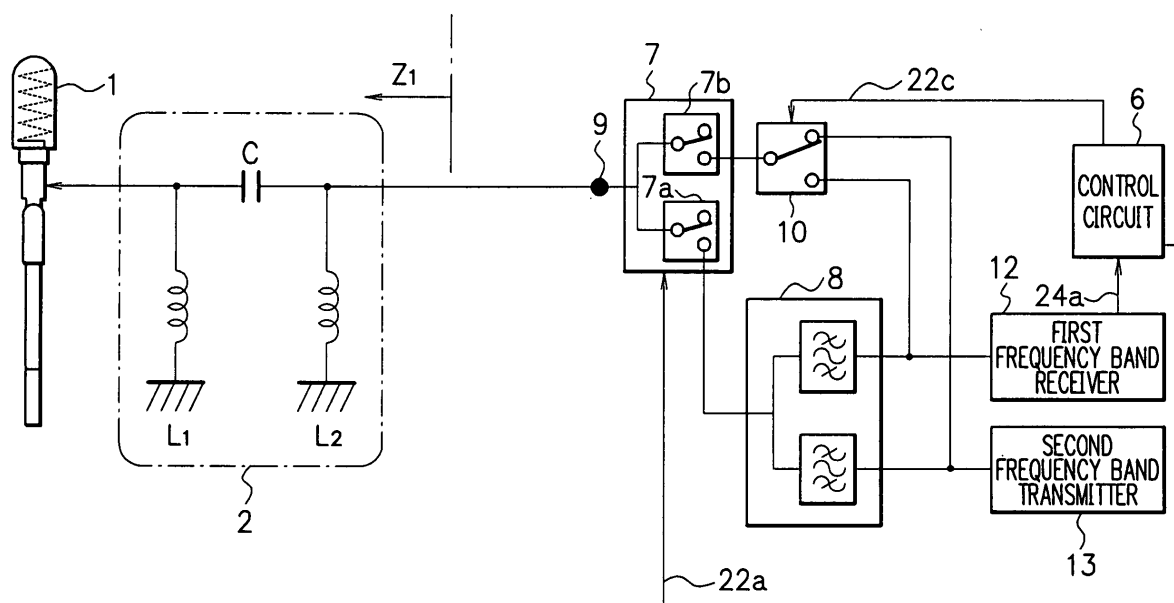 1
Z1
7
7b
22c
6
9
C
7a
10
CONTROL
CIRCUIT
8
12
24a
FIRST
FREQUENCY BAND
RECEIVER
L1
L2
SECOND
FREQUENCY BAND
TRANSMITTER
2
22a
13